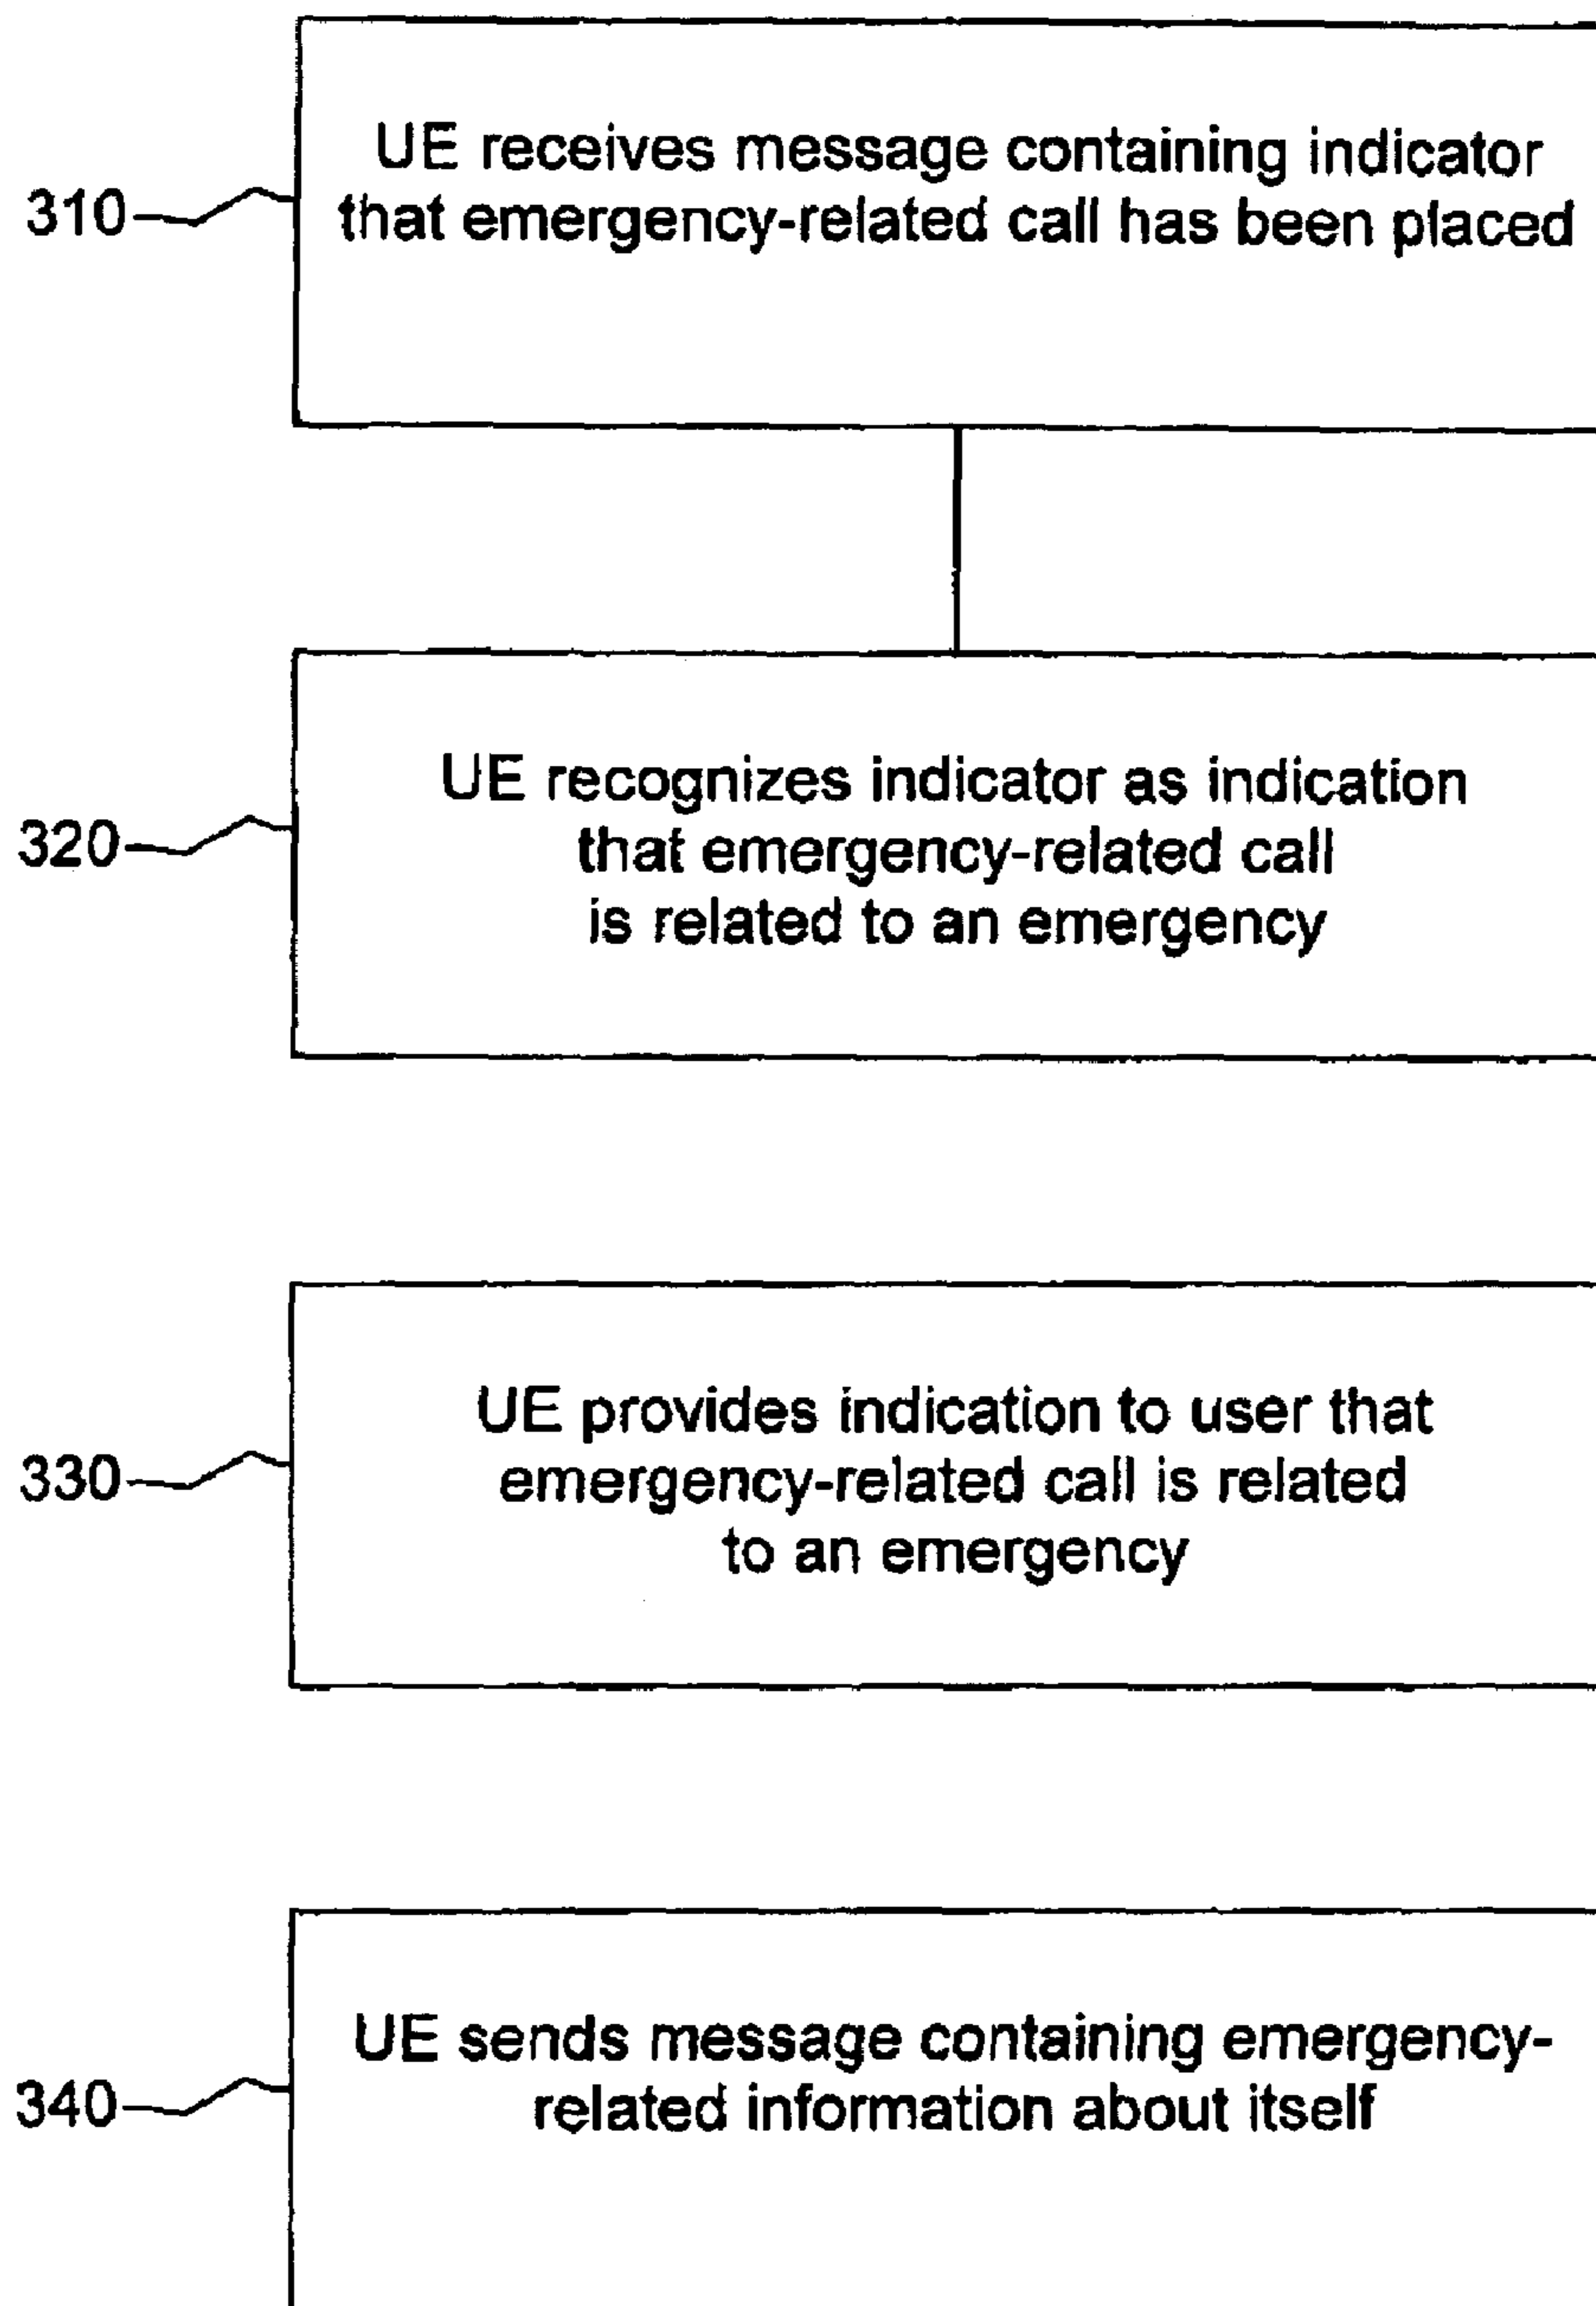 UE receives message containing indicator
310
that emergency-related call has been placed
UE recognizes indicator as indication
320
that emergency-related call
is related to an emergency
UE provides indication to user that
330
emergency-related call is related
to an emergency
UE sends message containing emergency-
340
related information about itself